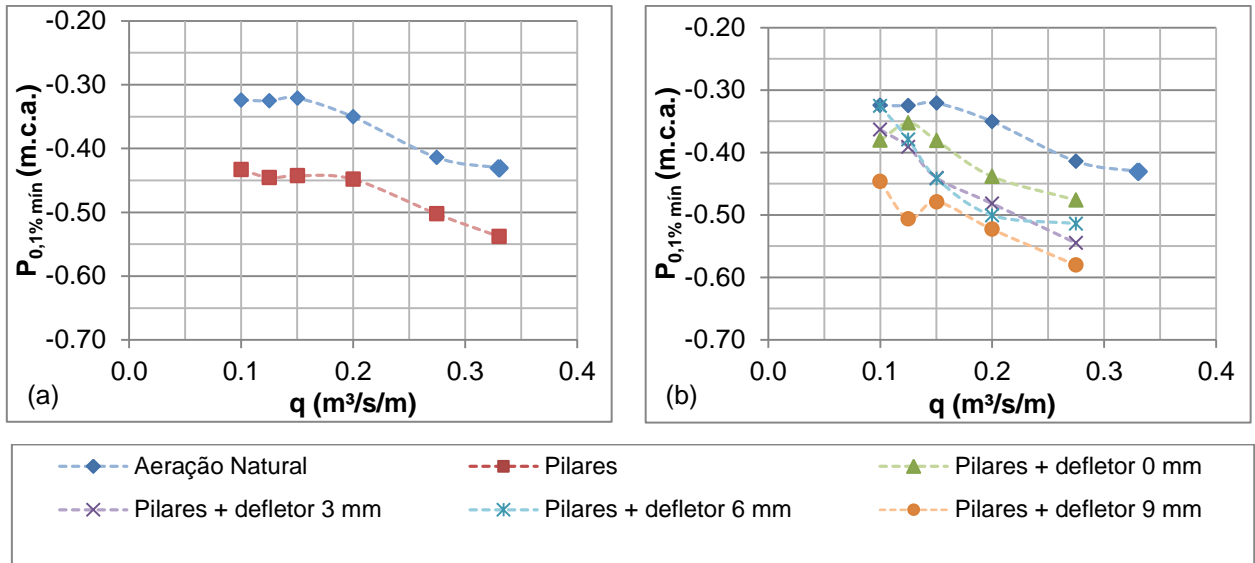 -0.20
-0.30
-0.40
-0.50
-0.60
-0.70
P0,1% mín (m.c.a.)
0.0 0.1 0.2 0.3 0.4
q (m³/s/m)
(a)
-0.20
-0.30
-0.40
-0.50
-0.60
-0.70
P0,1% mín (m.c.a.)
0.0 0.1 0.2 0.3 0.4
q (m³/s/m)
(b)
Aeração Natural Pilares Pilares + defletor 0 mm
Pilares + defletor 3 mm Pilares + defletor 6 mm Pilares + defletor 9 mm